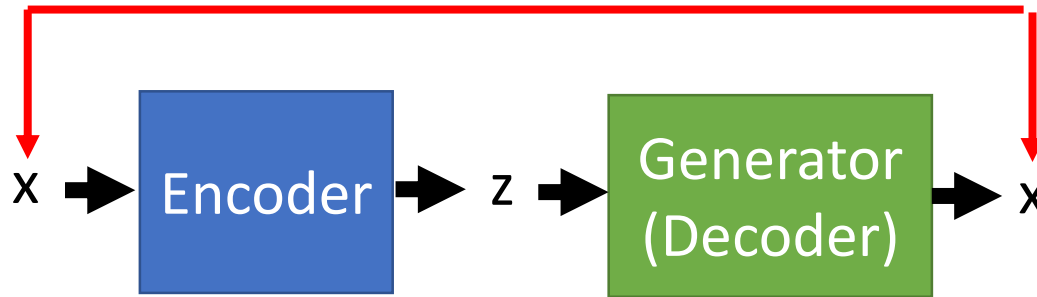 x
Encoder
z
Generator
(Decoder)
x